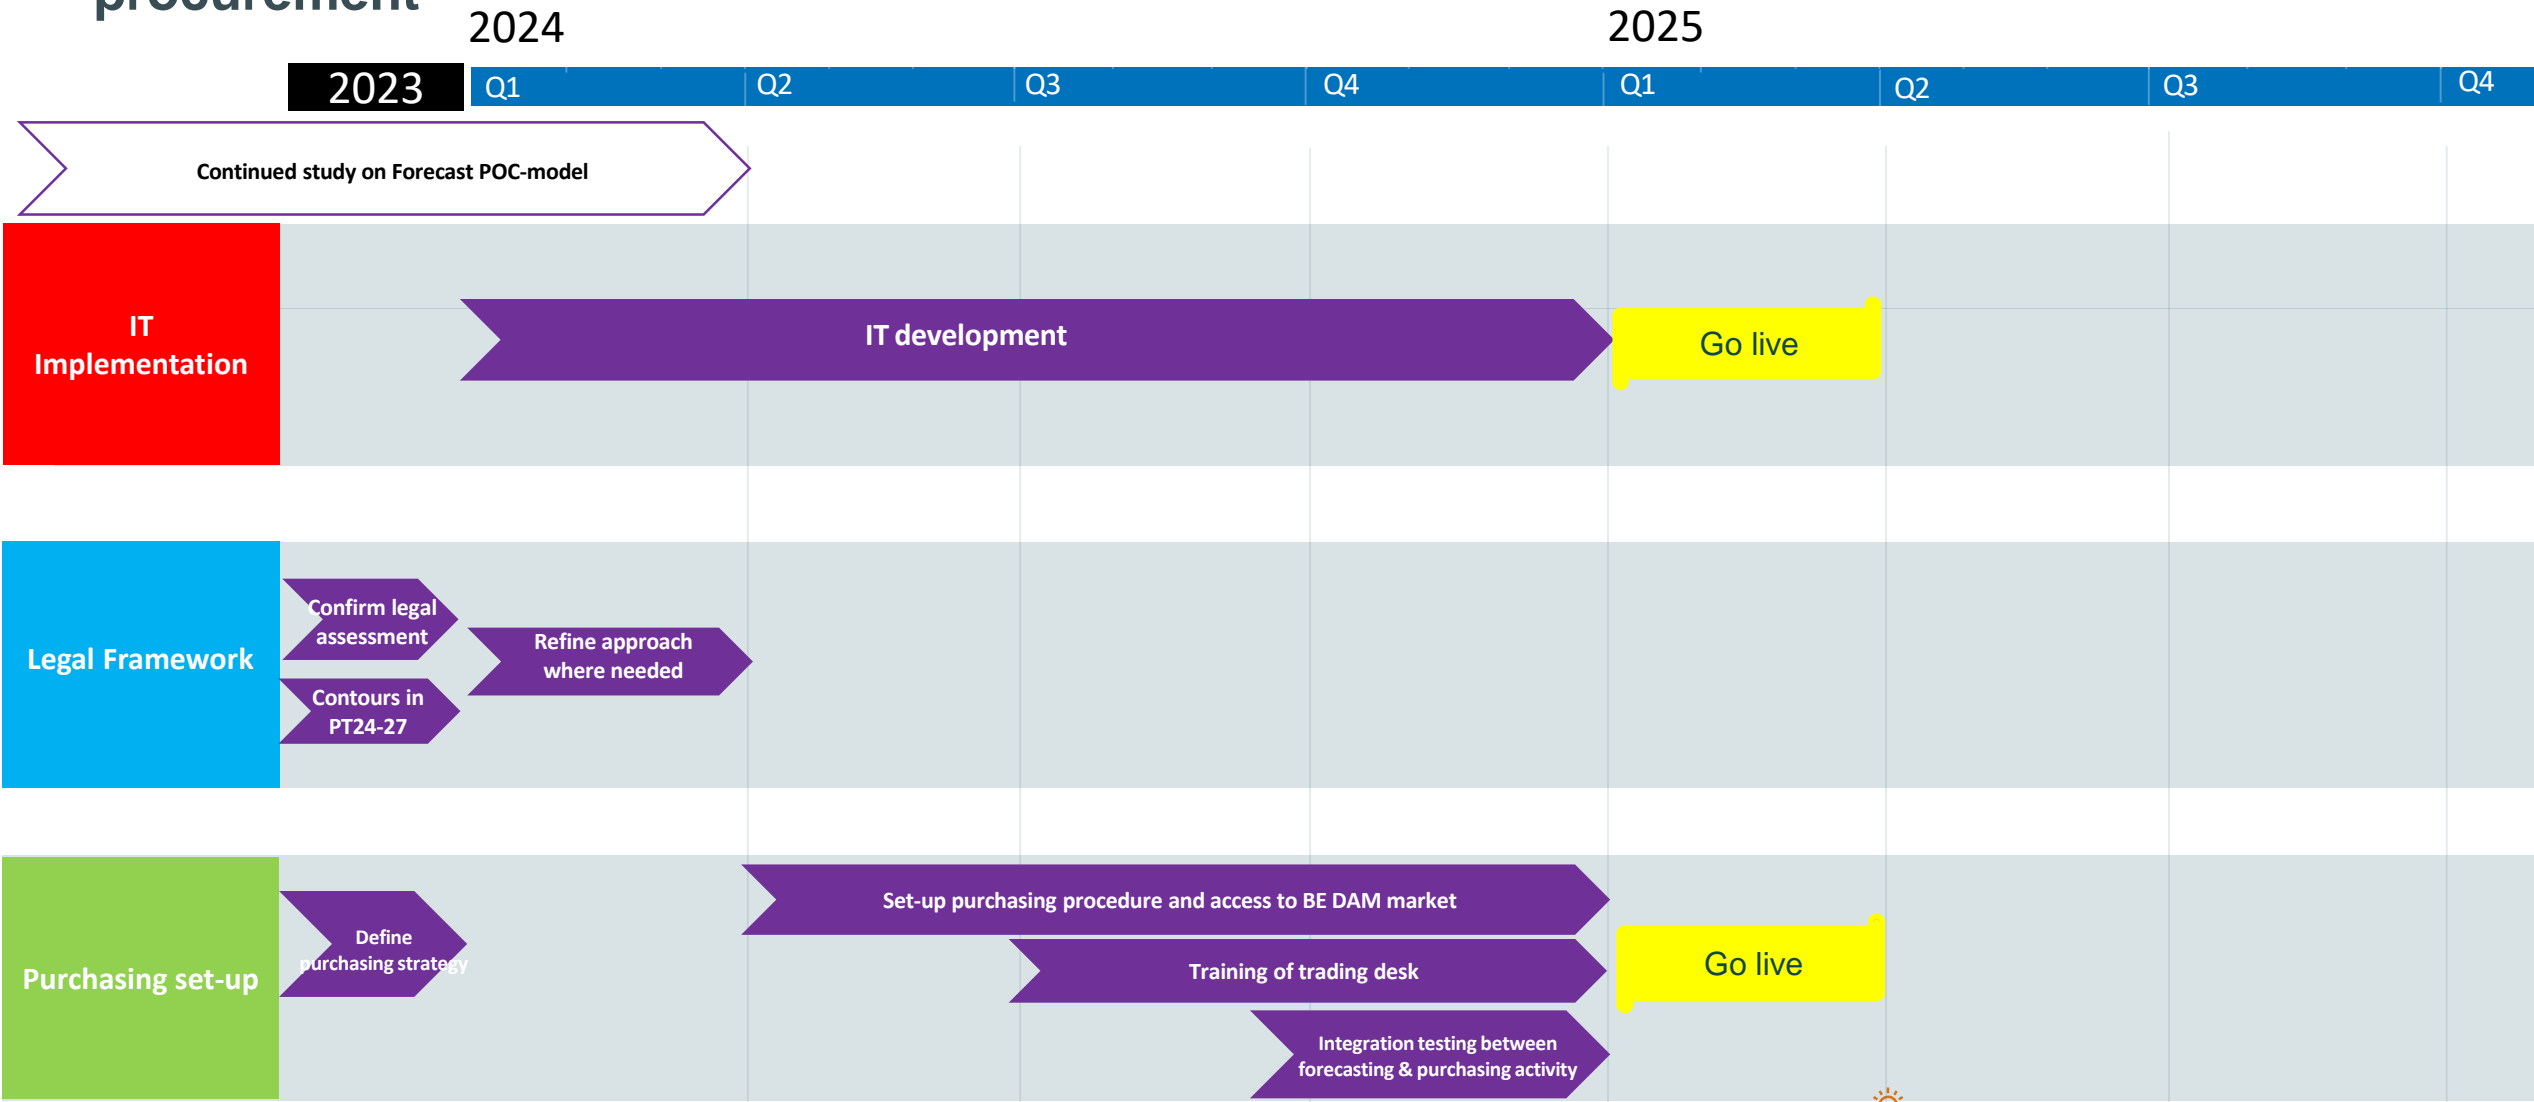 procurement
2024
2025
2023
Q1
Q2
Q3
Q4
Q1
Q2
Q3
Q4
Continued study on Forecast POC-model
IT
Implementation
IT development
Go live
Legal Framework
Confirm legal
assessment
Refine approach
where needed
Contours in
PT24-27
Purchasing set-up
Define
purchasing strategy
Set-up purchasing procedure and access to BE DAM market
Training of trading desk
Go live
Integration testing between
forecasting & purchasing activity